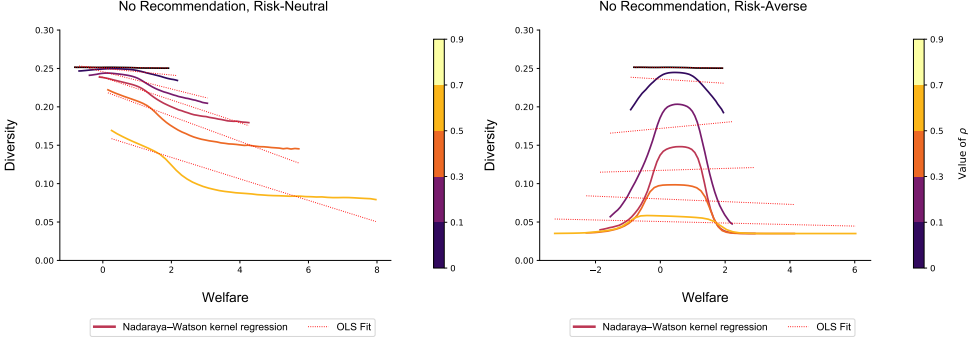 No Recommendation, Risk-Neutral
0.30
0.25
0.20
0.15
0.10
0.05
0.00
Diversity
0 2 4 6 8
Welfare
0.9
0.7
0.5
0.3
0.1
0
Nadaraya–Watson kernel regression OLS Fit
No Recommendation, Risk-Averse
0.30
0.25
0.20
0.15
0.10
0.05
0.00
Diversity
−2 0 2 4 6
Welfare
0.9
0.7
0.5
0.3
0.1
0
Value of ρ
Nadaraya–Watson kernel regression OLS Fit